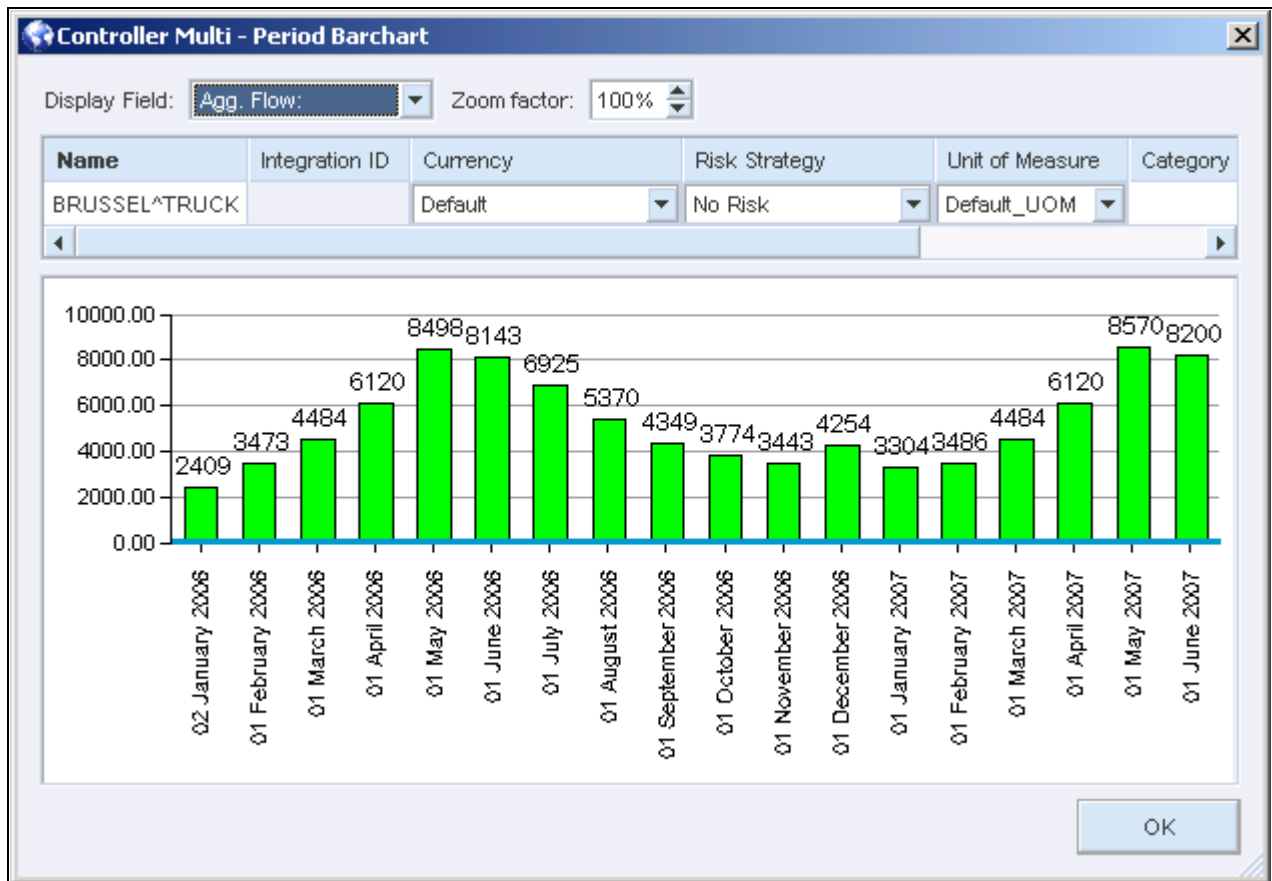 Controller Multi - Period Barchart
Display Field: Agg. Flow: Zoom factor: 100%
Name Integration ID Currency Risk Strategy Unit of Measure Category
BRUSSEL^TRUCK Default No Risk Default_UOM
10000.00
8000.00
6000.00
4000.00
2000.00
0.00
2409
3473
4484
6120
8498
8143
6925
5370
4349
3774
3443
4254
3304
3486
4484
6120
8570
8200
02 January 2006
01 February 2006
01 March 2006
01 April 2006
01 May 2006
01 June 2006
01 July 2006
01 August 2006
01 September 2006
01 October 2006
01 November 2006
01 December 2006
01 January 2007
01 February 2007
01 March 2007
01 April 2007
01 May 2007
01 June 2007
OK